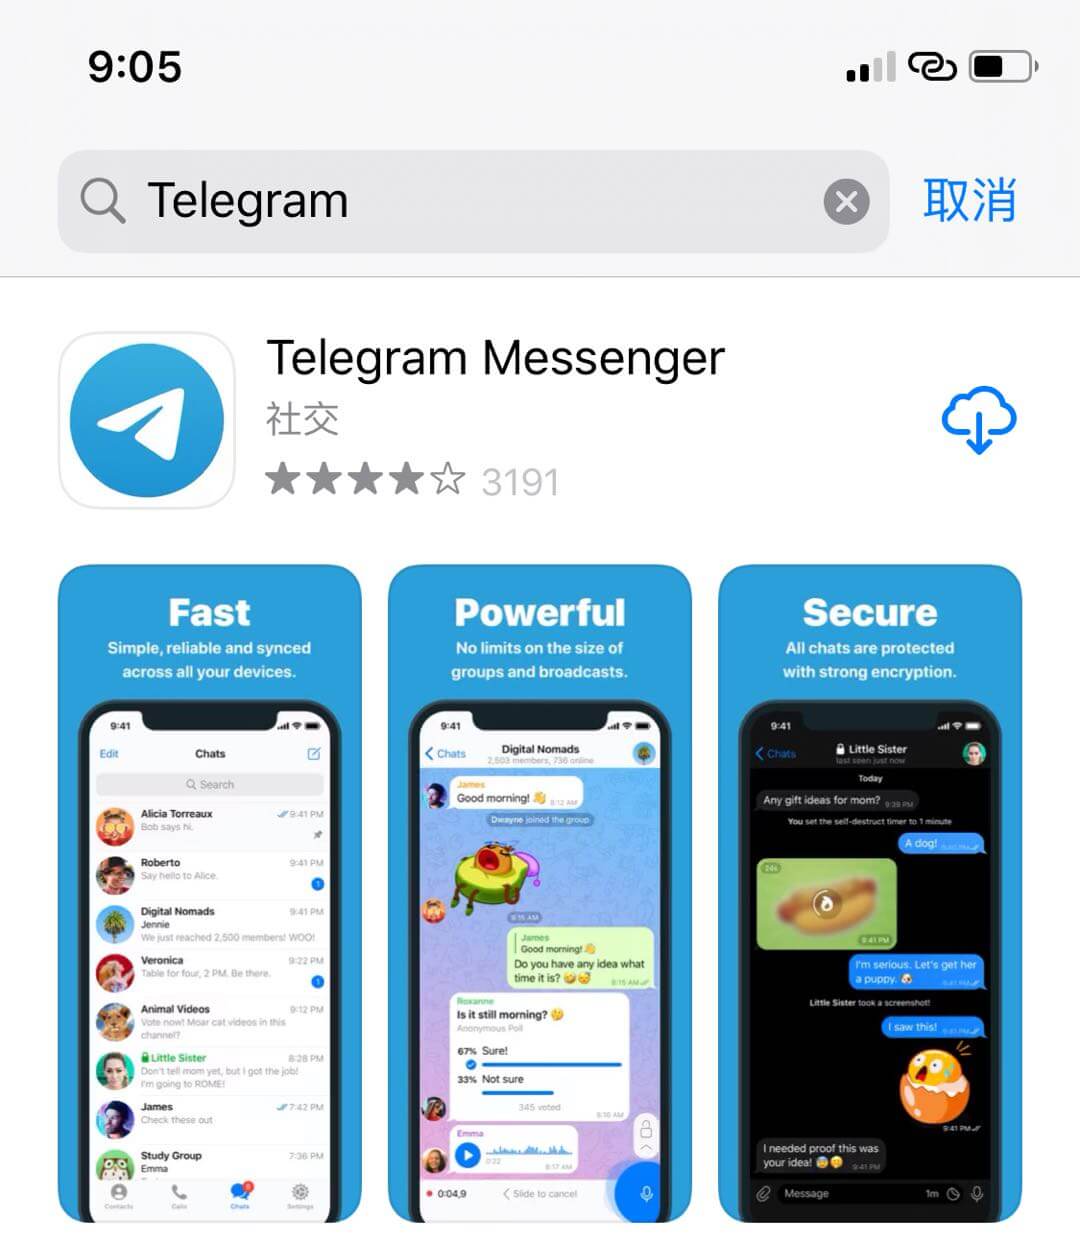 9:05
Telegram
取消
Telegram Messenger
社交
3191
Fast
Simple, reliable and synced
across all your devices.
9:41
Edit
Chats
Search
Alicia Torreaux
9:41 PM
Bob says hi.
Roberto
9:41 PM
Say hello to Alice.
1
Digital Nomads
9:41 PM
Jennie
We just reached 2,500 members! WOO!
Veronica
9:22 PM
Table for four, 2 PM. Be there.
1
Animal Videos
9:12 PM
Vote now! Moar cat videos in this
channel?
Little Sister
8:28 PM
Don't tell mom yet, but I got the job!
I'm going to ROME!
James
7:42 PM
Check these out
Study Group
7:36 PM
Emma
Contacts
Calls
Chats
Settings
Powerful
No limits on the size of
groups and broadcasts.
9:41
Chats
Digital Nomads
2,503 members, 736 online
James
Good morning! 👋
8:12 AM
Dwayne joined the group
9:15 AM
James
Good morning! 👋
Do you have any idea what
time it is?
8:15 AM
Roxanne
Is it still morning? 🤔
Anonymous Poll
67% Sure!
33% Not sure
345 voted
8:16 AM
Emma
0:22
8:17 AM
0:04,9
Slide to cancel
Secure
All chats are protected
with strong encryption.
9:41
Chats
Little Sister
last seen just now
Today
Any gift ideas for mom?
9:39 PM
You set the self-destruct timer to 1 minute
A dog!
24s
9:41 PM
I'm serious. Let's get her
a puppy. 🐶
Little Sister took a screenshot!
I saw this!
9:41 PM
I needed proof this was
your idea!
9:41 PM
Message
1m